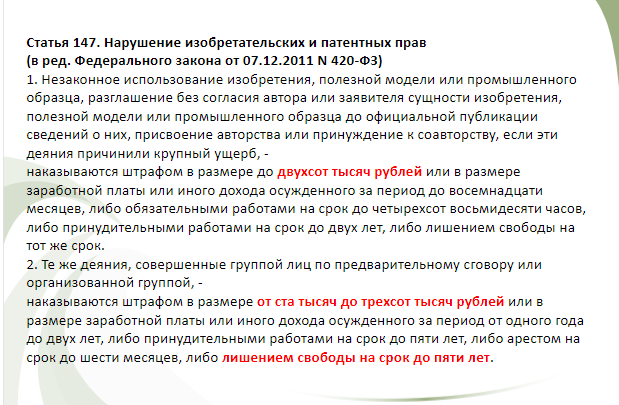 Статья 147. Нарушение изобретательских и патентных прав
(в ред. Федерального закона от 07.12.2011 N 420-ФЗ)
1. Незаконное использование изобретения, полезной модели или промышленного
образца, разглашение без согласия автора или заявителя сущности изобретения,
полезной модели или промышленного образца до официальной публикации
сведений о них, присвоение авторства или принуждение к соавторству, если эти
деяния причинили крупный ущерб, -
наказываются штрафом в размере до двухсот тысяч рублей или в размере
заработной платы или иного дохода осужденного за период до восемнадцати
месяцев, либо обязательными работами на срок до четырехсот восьмидесяти часов,
либо принудительными работами на срок до двух лет, либо лишением свободы на
тот же срок.
2. Те же деяния, совершенные группой лиц по предварительному сговору или
организованной группой, -
наказываются штрафом в размере от ста тысяч до трехсот тысяч рублей или в
размере заработной платы или иного дохода осужденного за период от одного года
до двух лет, либо принудительными работами на срок до пяти лет, либо арестом на
срок до шести месяцев, либо лишением свободы на срок до пяти лет.